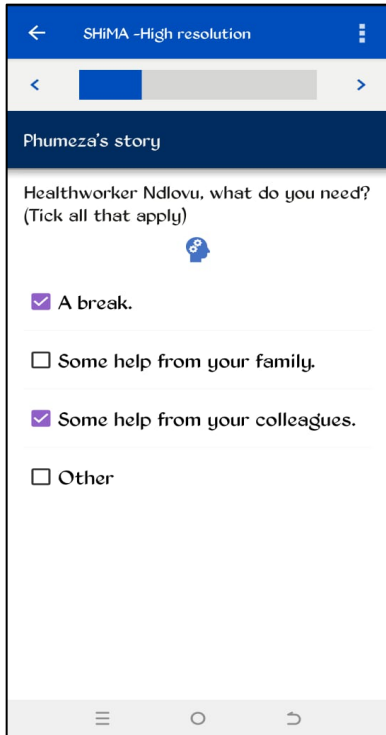 SHiMA -High resolution
Phumeza's story
Healthworker Ndlovu, what do you need?
(Tick all that apply)
A break.
Some help from your family.
Some help from your colleagues.
Other